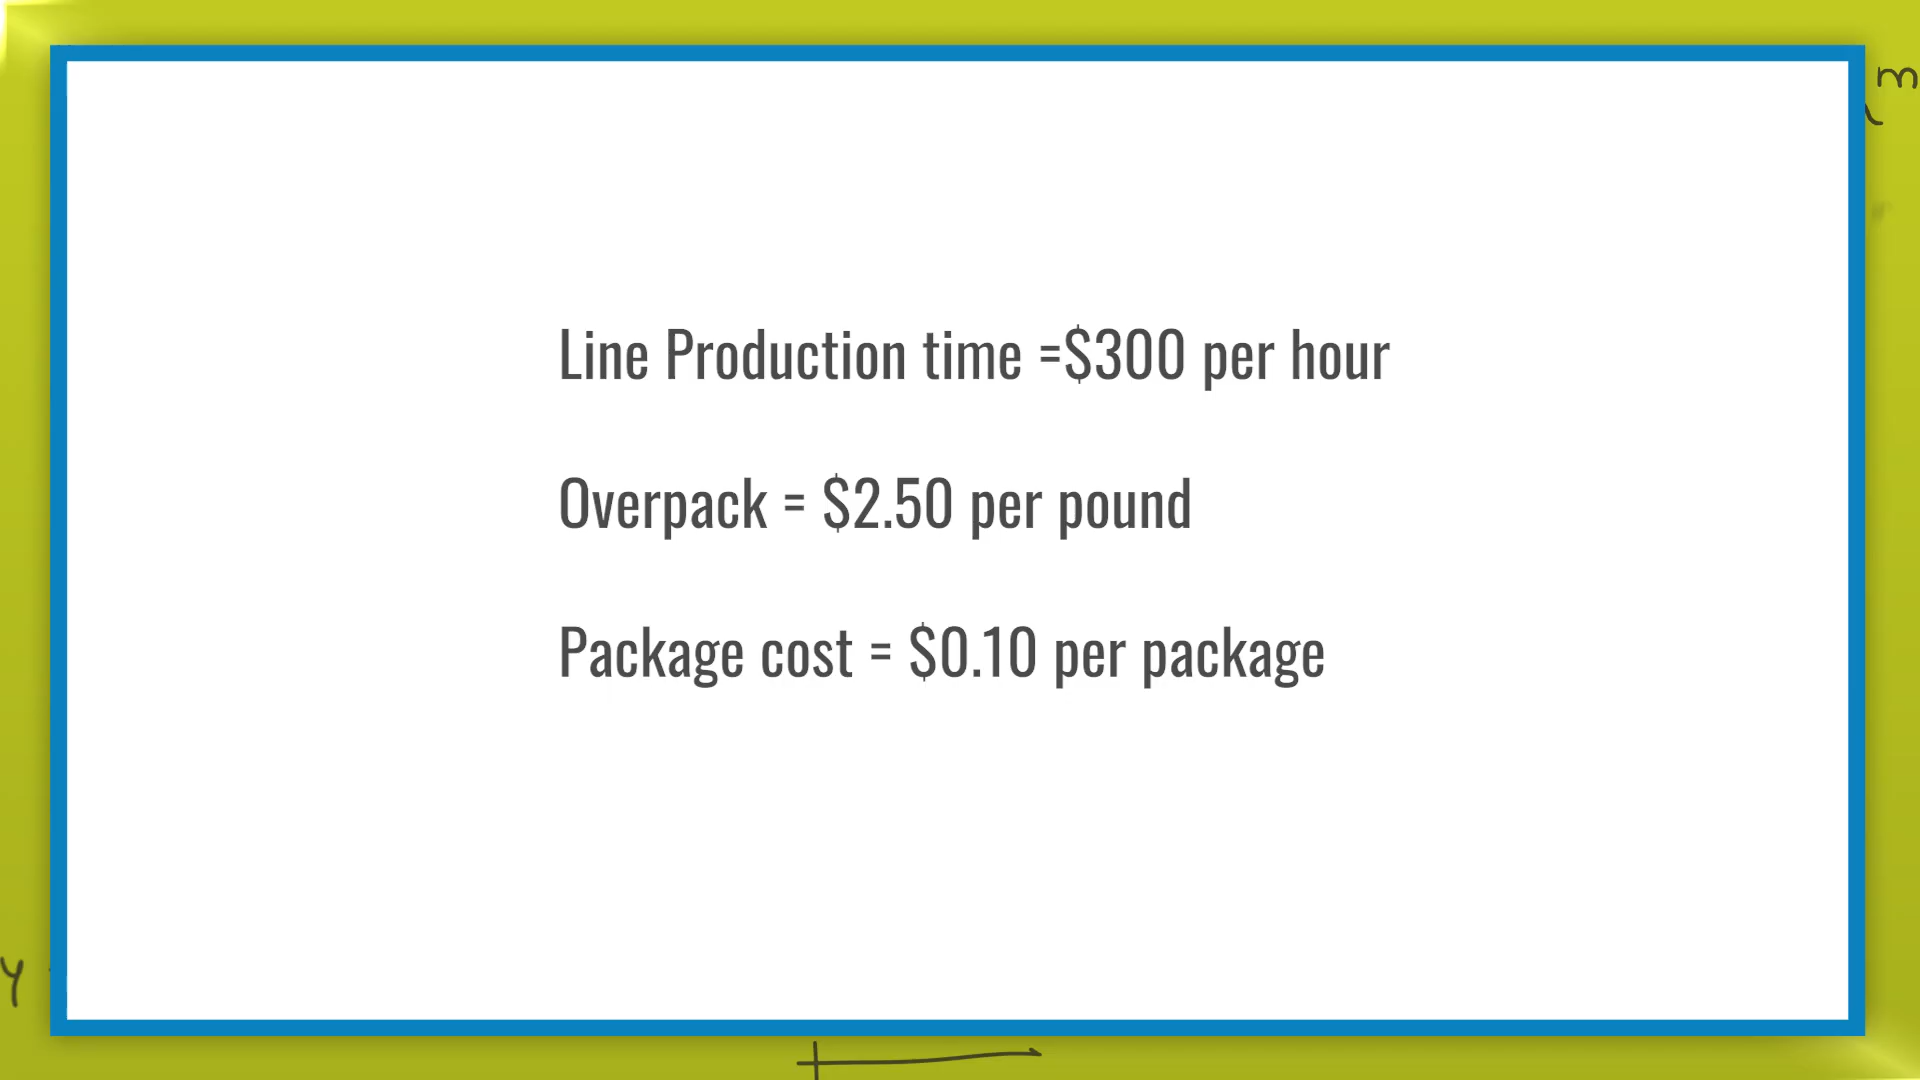 m
Line Production time =$300 per hour
Overpack = $2.50 per pound
Package cost = $0.10 per package
y